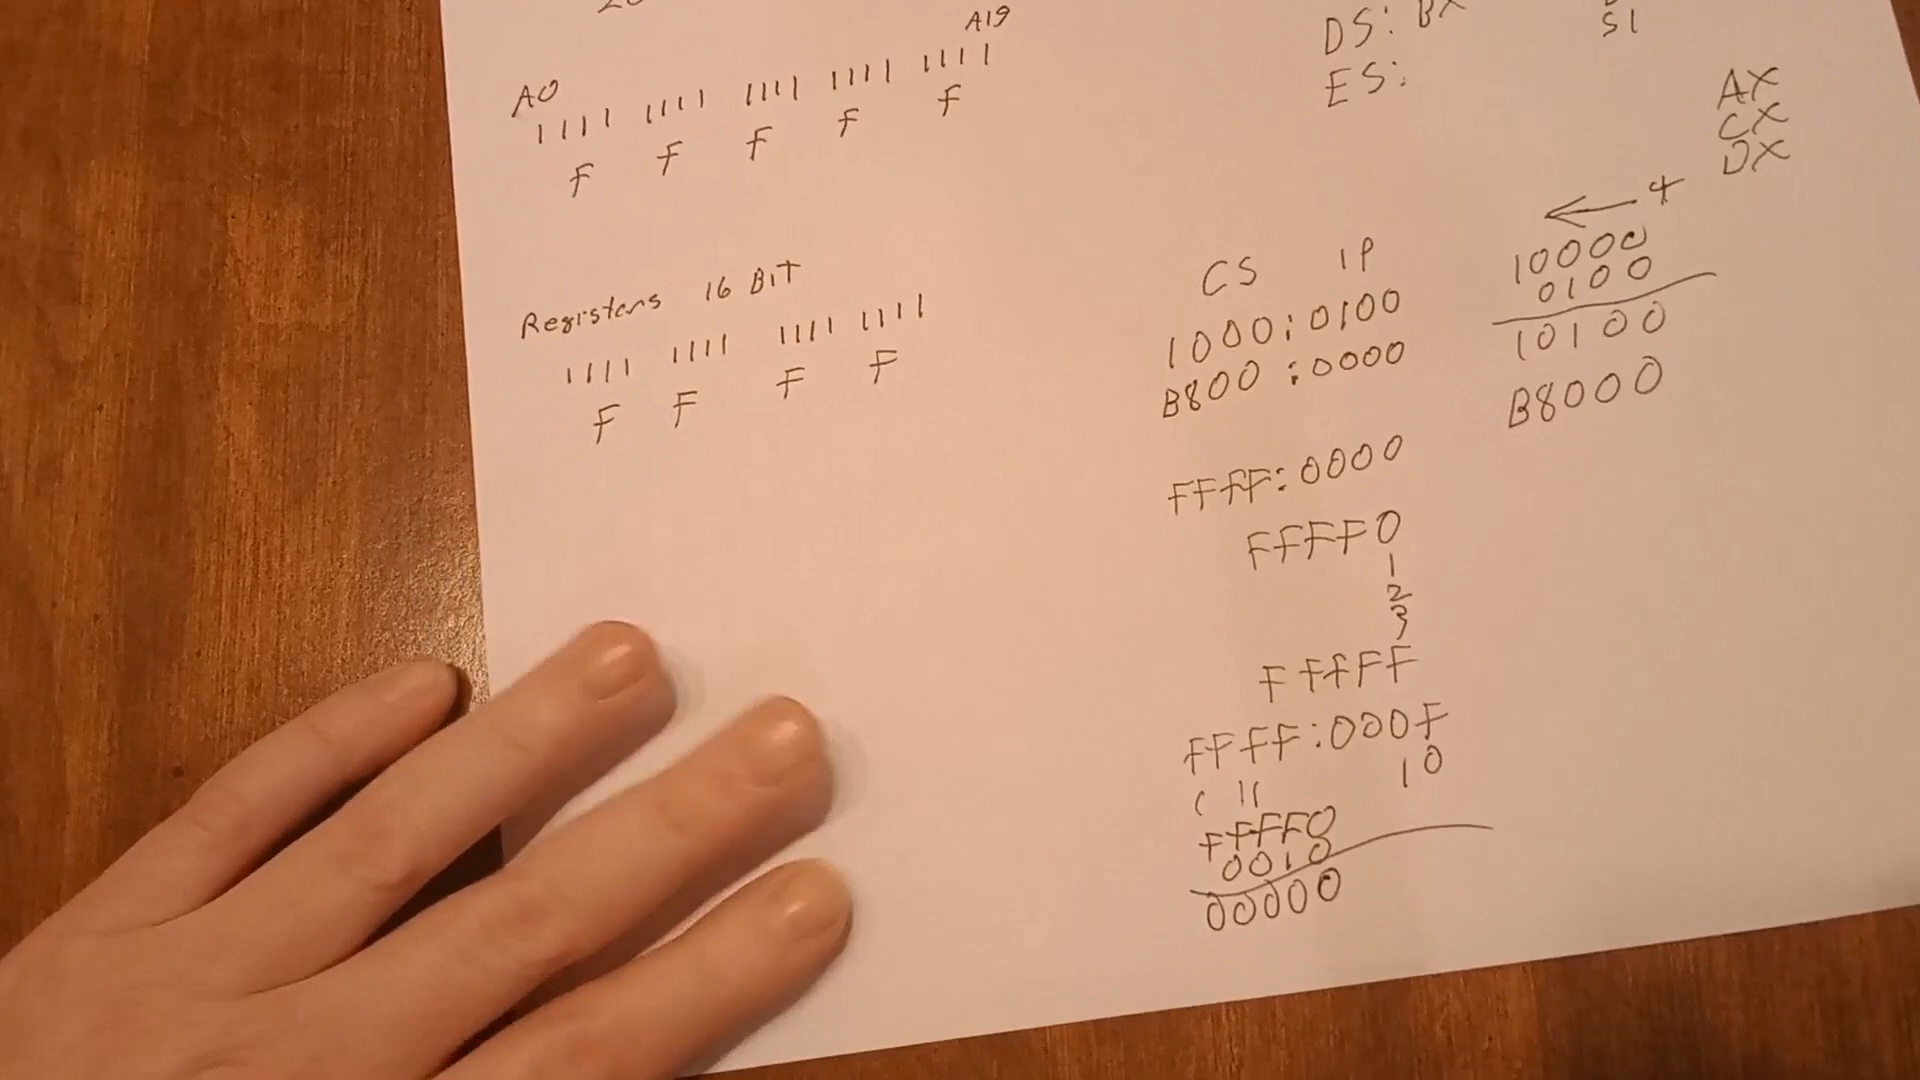 A0 A19
1111 1111 1111 1111 1111
F F F F F
Registers 16 BIT
1111 1111 1111 1111
F F F F
DS: BX
ES:
SI
AX
CX
DX
CS IP
1000:0100
B800:0000
← 4
10000
0100
10100
B8000
FFFF:0000
FFFF0
1
2
3
FFFFF
FFFF:000F
10
( 11
FFFF0
0010
00000